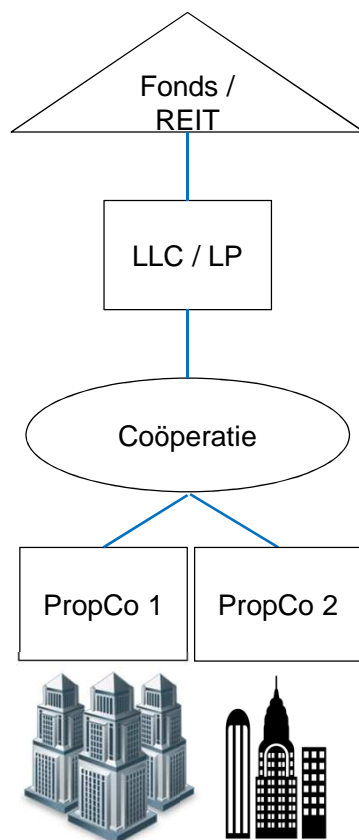 Fonds /
REIT
LLC / LP
Coöperatie
PropCo 1
PropCo 2